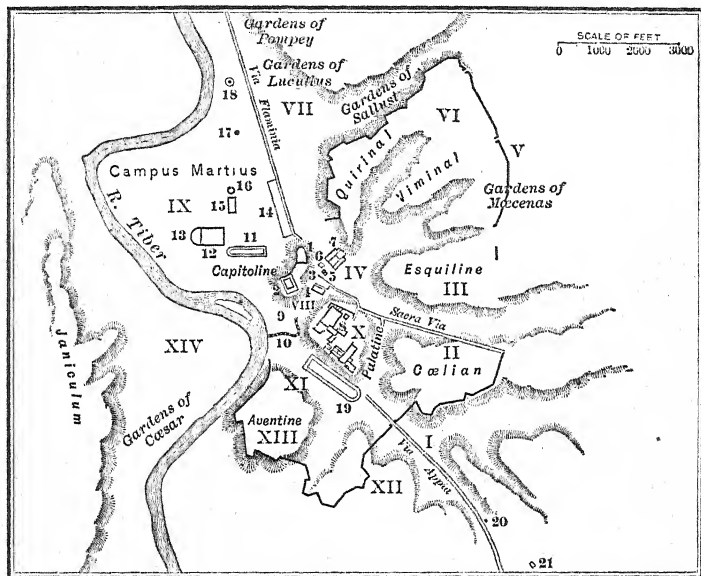 Gardens of
Pompey
Gardens of
Lucullus
SCALE OF FEET
0 1000 2000 3000
Via
Flaminia
18
VII
Gardens of
Sallust
VI
17
V
Campus Martius
Quirinal
Viminal
16
IX
15
Gardens of
Mœcenas
R. Tiber
14
13
11
12
1
7
6
IV
Capitoline
3
5
Esquiline
III
VIII
9
Sacra Via
X
XIV
10
Palatine
II
Cœlian
Janiculum
XI
19
Gardens of
Cœsar
Aventine
XIII
I
Via
Appia
XII
20
21